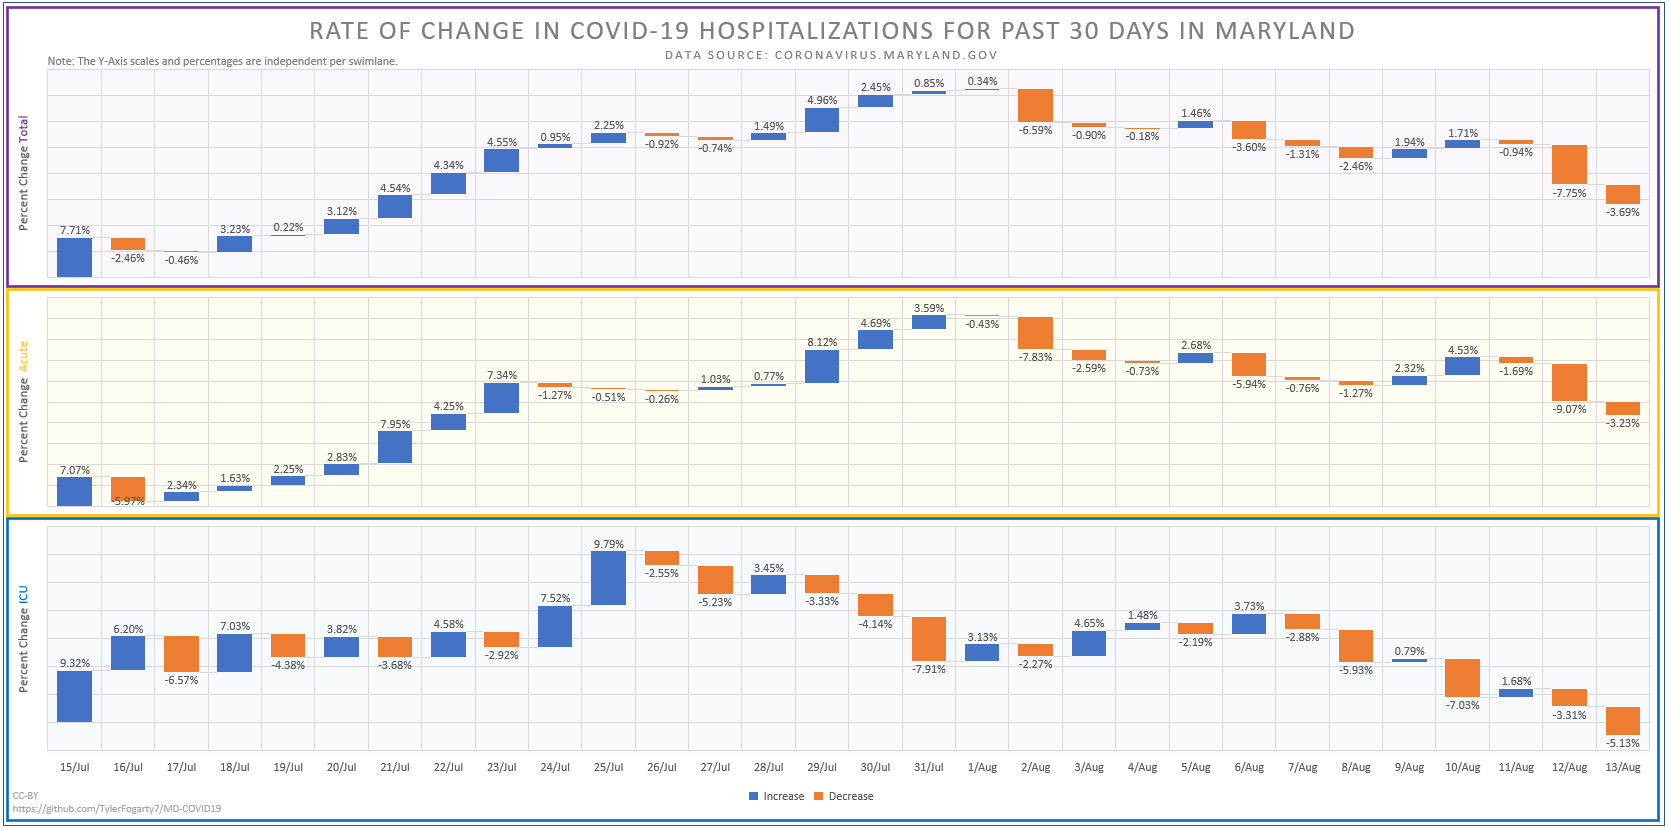 RATE OF CHANGE IN COVID-19 HOSPITALIZATIONS FOR PAST 30 DAYS IN MARYLAND
DATA SOURCE: CORONAVIRUS.MARYLAND.GOV
Note: The Y-Axis scales and percentages are independent per swimlane.
Percent Change Total
7.71% -2.46% -0.46% 3.23% 0.22% 3.12% 4.54% 4.34% 4.55% 0.95% 2.25% -0.92% -0.74% 1.49% 4.96% 2.45% 0.85% 0.34% -6.59% -0.90% -0.18% 1.46% -3.60% -1.31% -2.46% 1.94% 1.71% -0.94% -7.75% -3.69%
Percent Change Acute
7.07% -5.97% 2.34% 1.63% 2.25% 2.83% 7.95% 4.25% 7.34% -1.27% -0.51% -0.26% 1.03% 0.77% 8.12% 4.69% 3.59% -0.43% -7.83% -2.59% -0.73% 2.68% -5.94% -0.76% -1.27% 2.32% 4.53% -1.69% -9.07% -3.23%
Percent Change ICU
9.32% 6.20% -6.57% 7.03% -4.38% 3.82% -3.68% 4.58% -2.92% 7.52% 9.79% -2.55% -5.23% 3.45% -3.33% -4.14% -7.91% 3.13% -2.27% 4.65% 1.48% -2.19% 3.73% -2.88% -5.93% 0.79% -7.03% 1.68% -3.31% -5.13%
15/Jul 16/Jul 17/Jul 18/Jul 19/Jul 20/Jul 21/Jul 22/Jul 23/Jul 24/Jul 25/Jul 26/Jul 27/Jul 28/Jul 29/Jul 30/Jul 31/Jul 1/Aug 2/Aug 3/Aug 4/Aug 5/Aug 6/Aug 7/Aug 8/Aug 9/Aug 10/Aug 11/Aug 12/Aug 13/Aug
Increase Decrease
CC-BY
https://github.com/TylerFogarty7/MD-COVID19